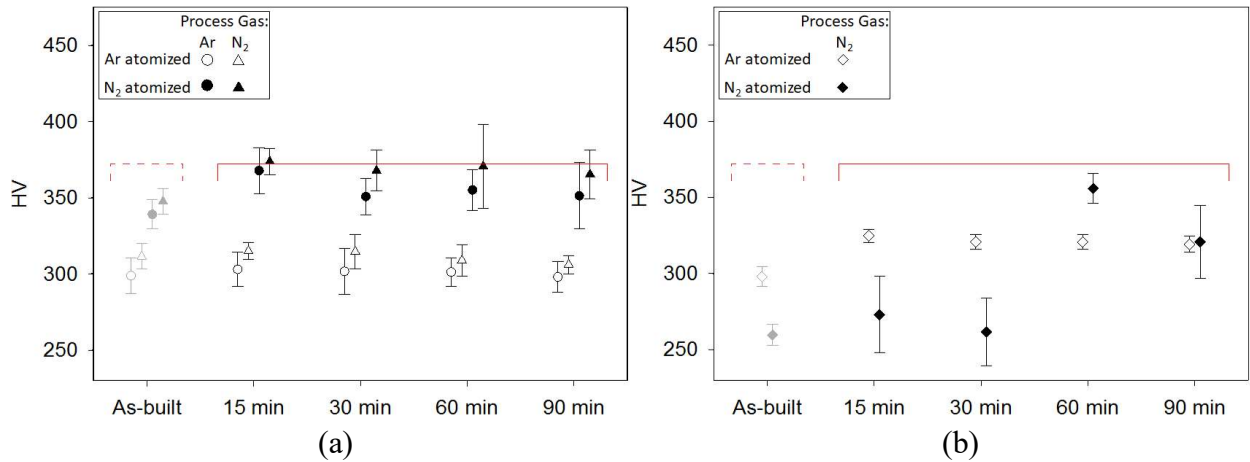 Process Gas:
Ar N₂
Ar atomized
N₂ atomized
450
400
350
300
250
HV
As-built 15 min 30 min 60 min 90 min
(a)
Process Gas:
N₂
Ar atomized
N₂ atomized
450
400
350
300
250
HV
As-built 15 min 30 min 60 min 90 min
(b)